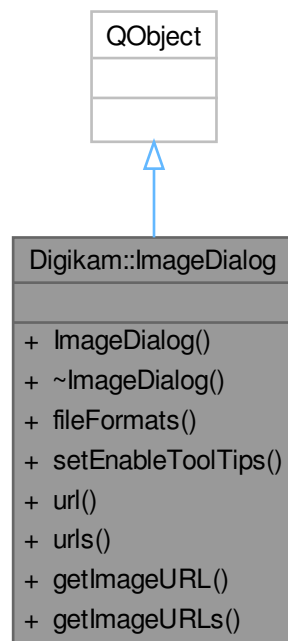 QObject
Digikam::ImageDialog
+ ImageDialog()
+ ~ImageDialog()
+ fileFormats()
+ setEnableToolTips()
+ url()
+ urls()
+ getImageURL()
+ getImageURLs()